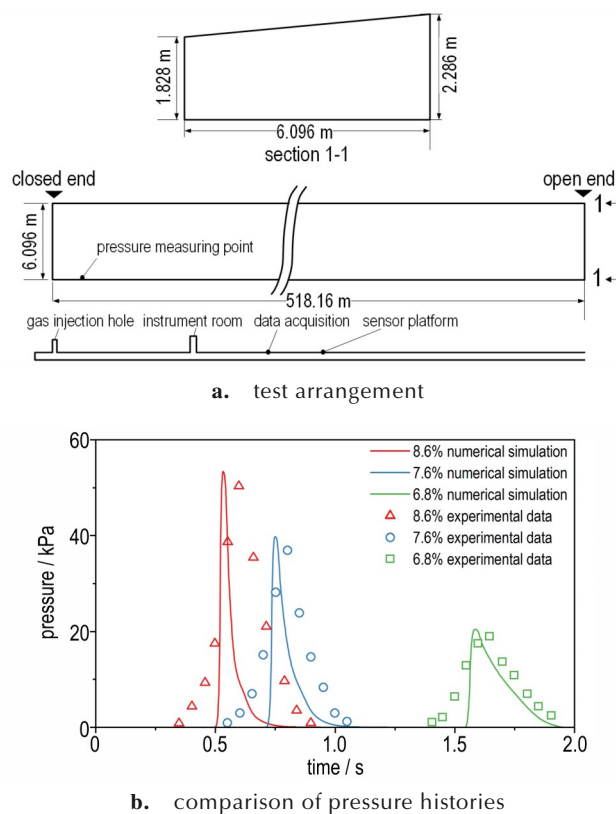 1.828 m
2.286 m
6.096 m
section 1-1
closed end
open end
6.096 m
1
pressure measuring point
1
518.16 m
gas injection hole instrument room data acquisition sensor platform
a. test arrangement
60
40
20
0
pressure / kPa
8.6% numerical simulation
7.6% numerical simulation
6.8% numerical simulation
8.6% experimental data
7.6% experimental data
6.8% experimental data
0 0.5 1.0 1.5 2.0
time / s
b. comparison of pressure histories